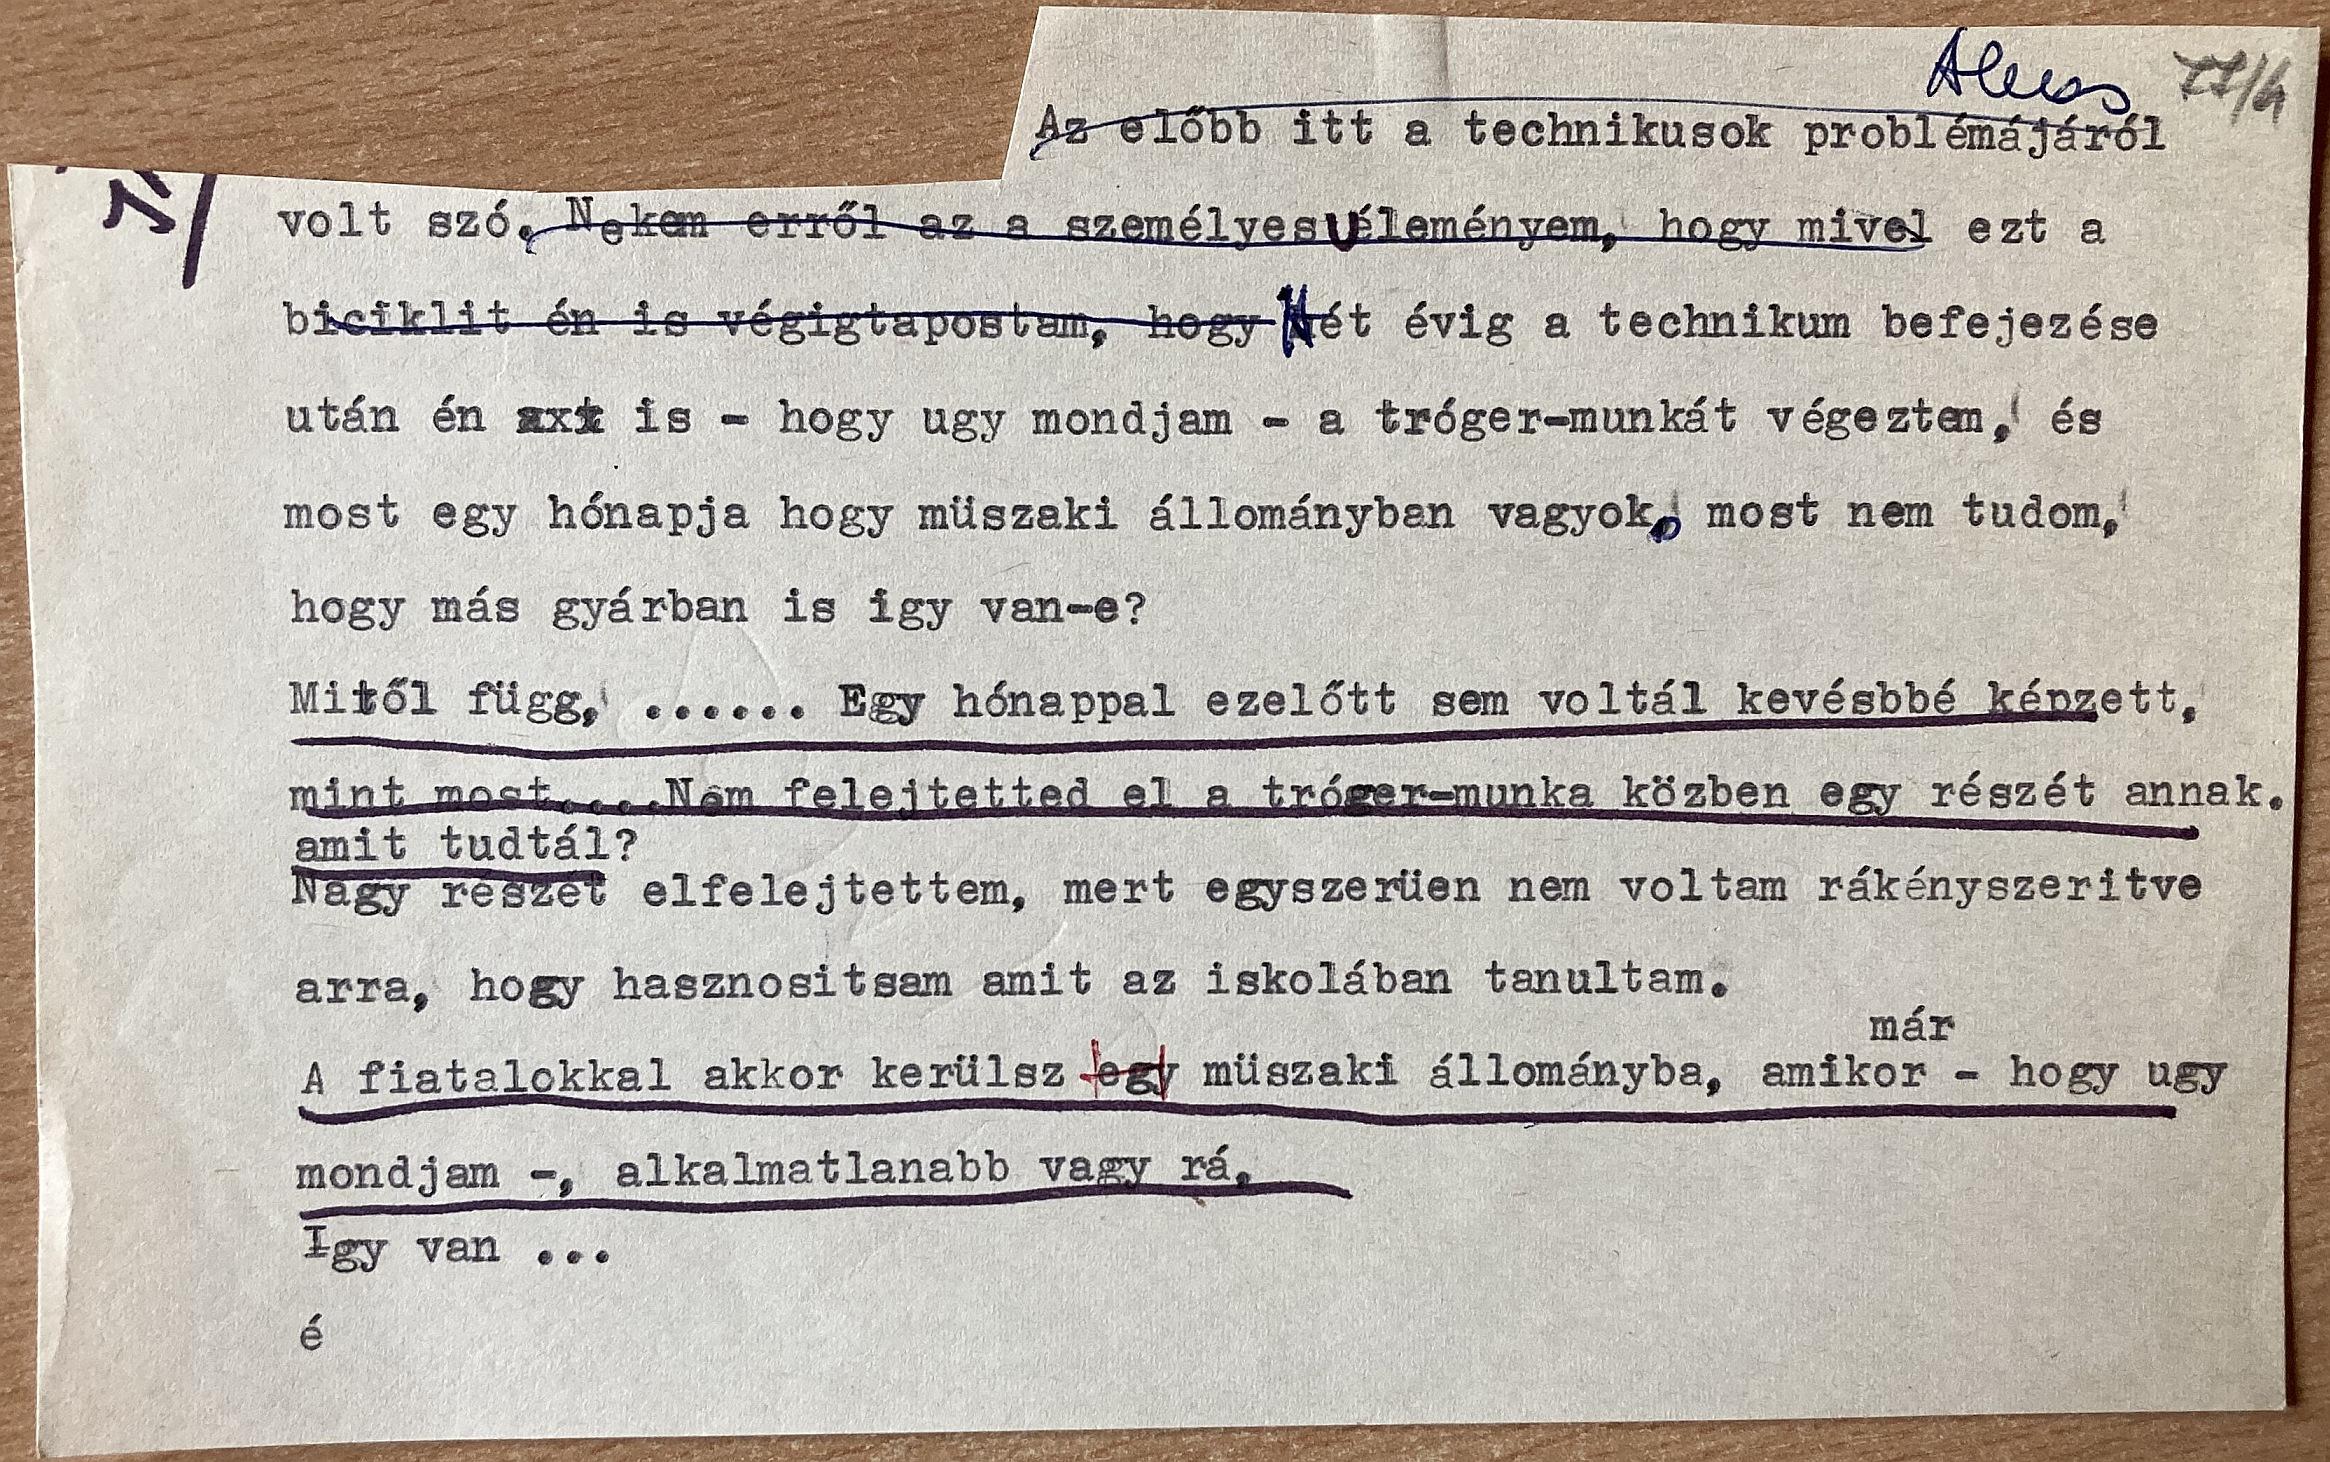 77/4
Az előbb itt a technikusok problémájáról
volt szó. Nekem erről az a személyes véleményem, hogy mivel ezt a
biciklit én is végigtapostam, hogy Két évig a technikum befejezése
után én axt is - hogy ugy mondjam - a tróger-munkát végeztem, és
most egy hónapja hogy müszaki állományban vagyok, most nem tudom,
hogy más gyárban is igy van-e?
Mitől függ, ...... Egy hónappal ezelőtt sem voltál kevésbbé képzett,
mint most.....Nem felejtetted el a tróger-munka közben egy részét annak.
amit tudtál?
Nagy részét elfelejtettem, mert egyszerüen nem voltam rákényszeritve
arra, hogy hasznositsam amit az iskolában tanultam.
már
A fiatalokkal akkor kerülsz egy müszaki állományba, amikor - hogy ugy
mondjam -, alkalmatlanabb vagy rá.
Igy van ...
é